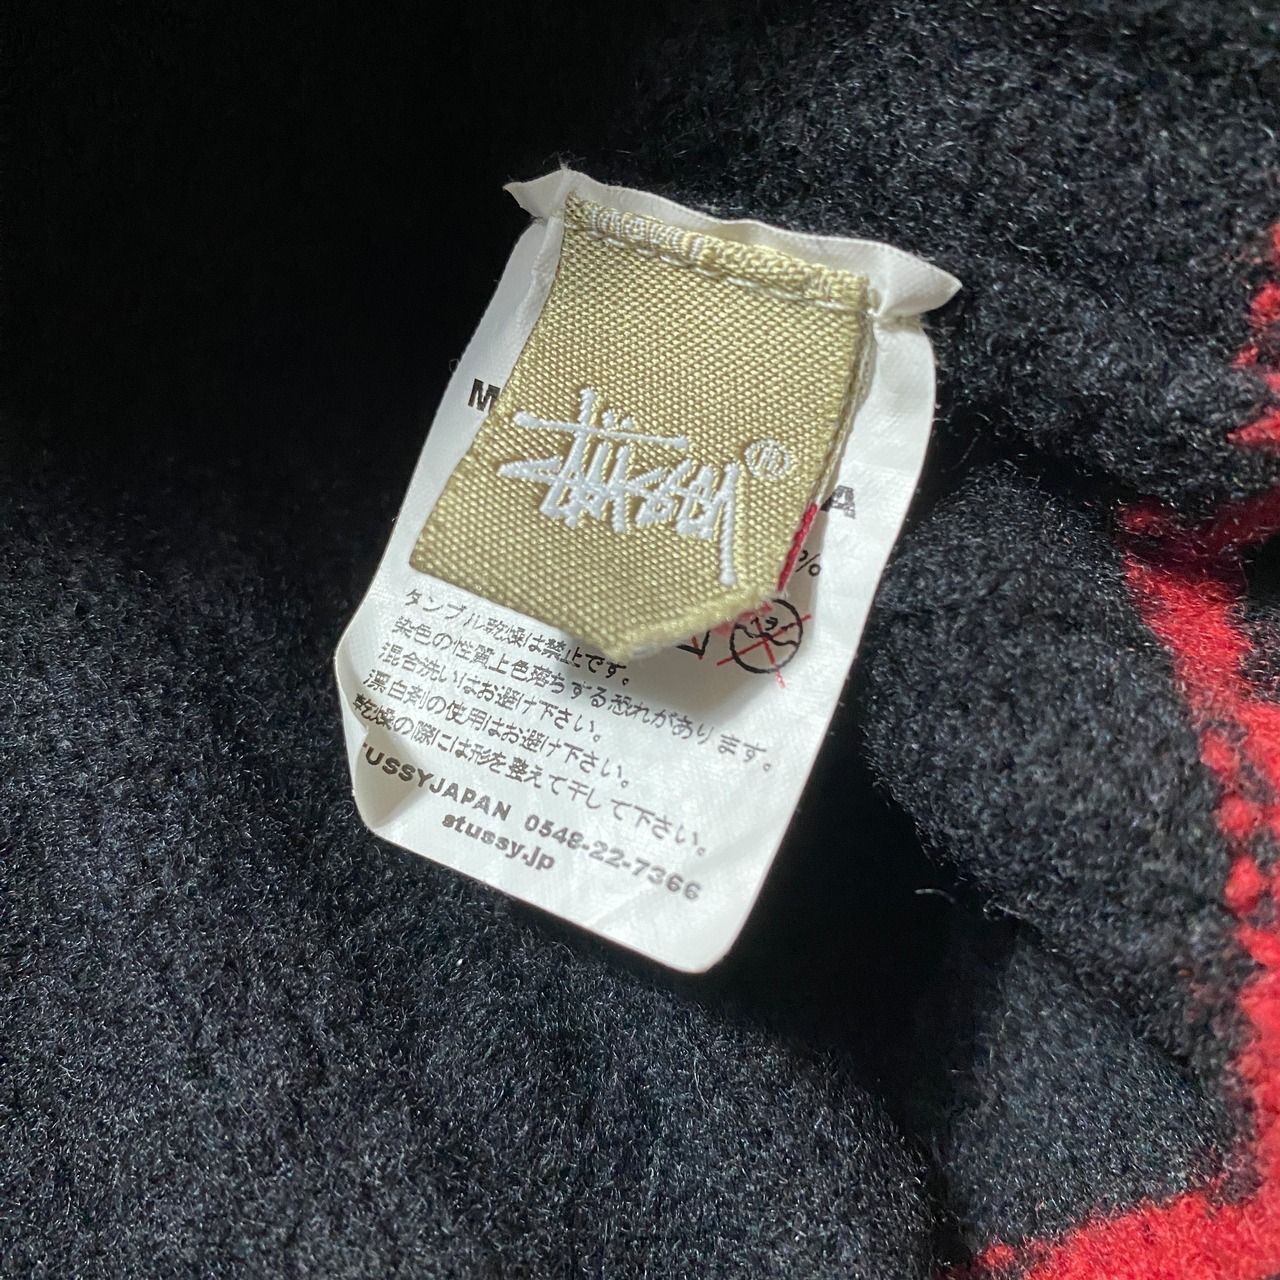 M
STÜSSY®
A
%
タンブル乾燥は禁止です。
染色の性質上色落ちする恐れがあります。
混合洗いはお避け下さい。
漂白剤の使用はお避け下さい。
乾燥の際には形を整えて干して下さい。
TUSSYJAPAN 0548-22-7366
stussy.jp